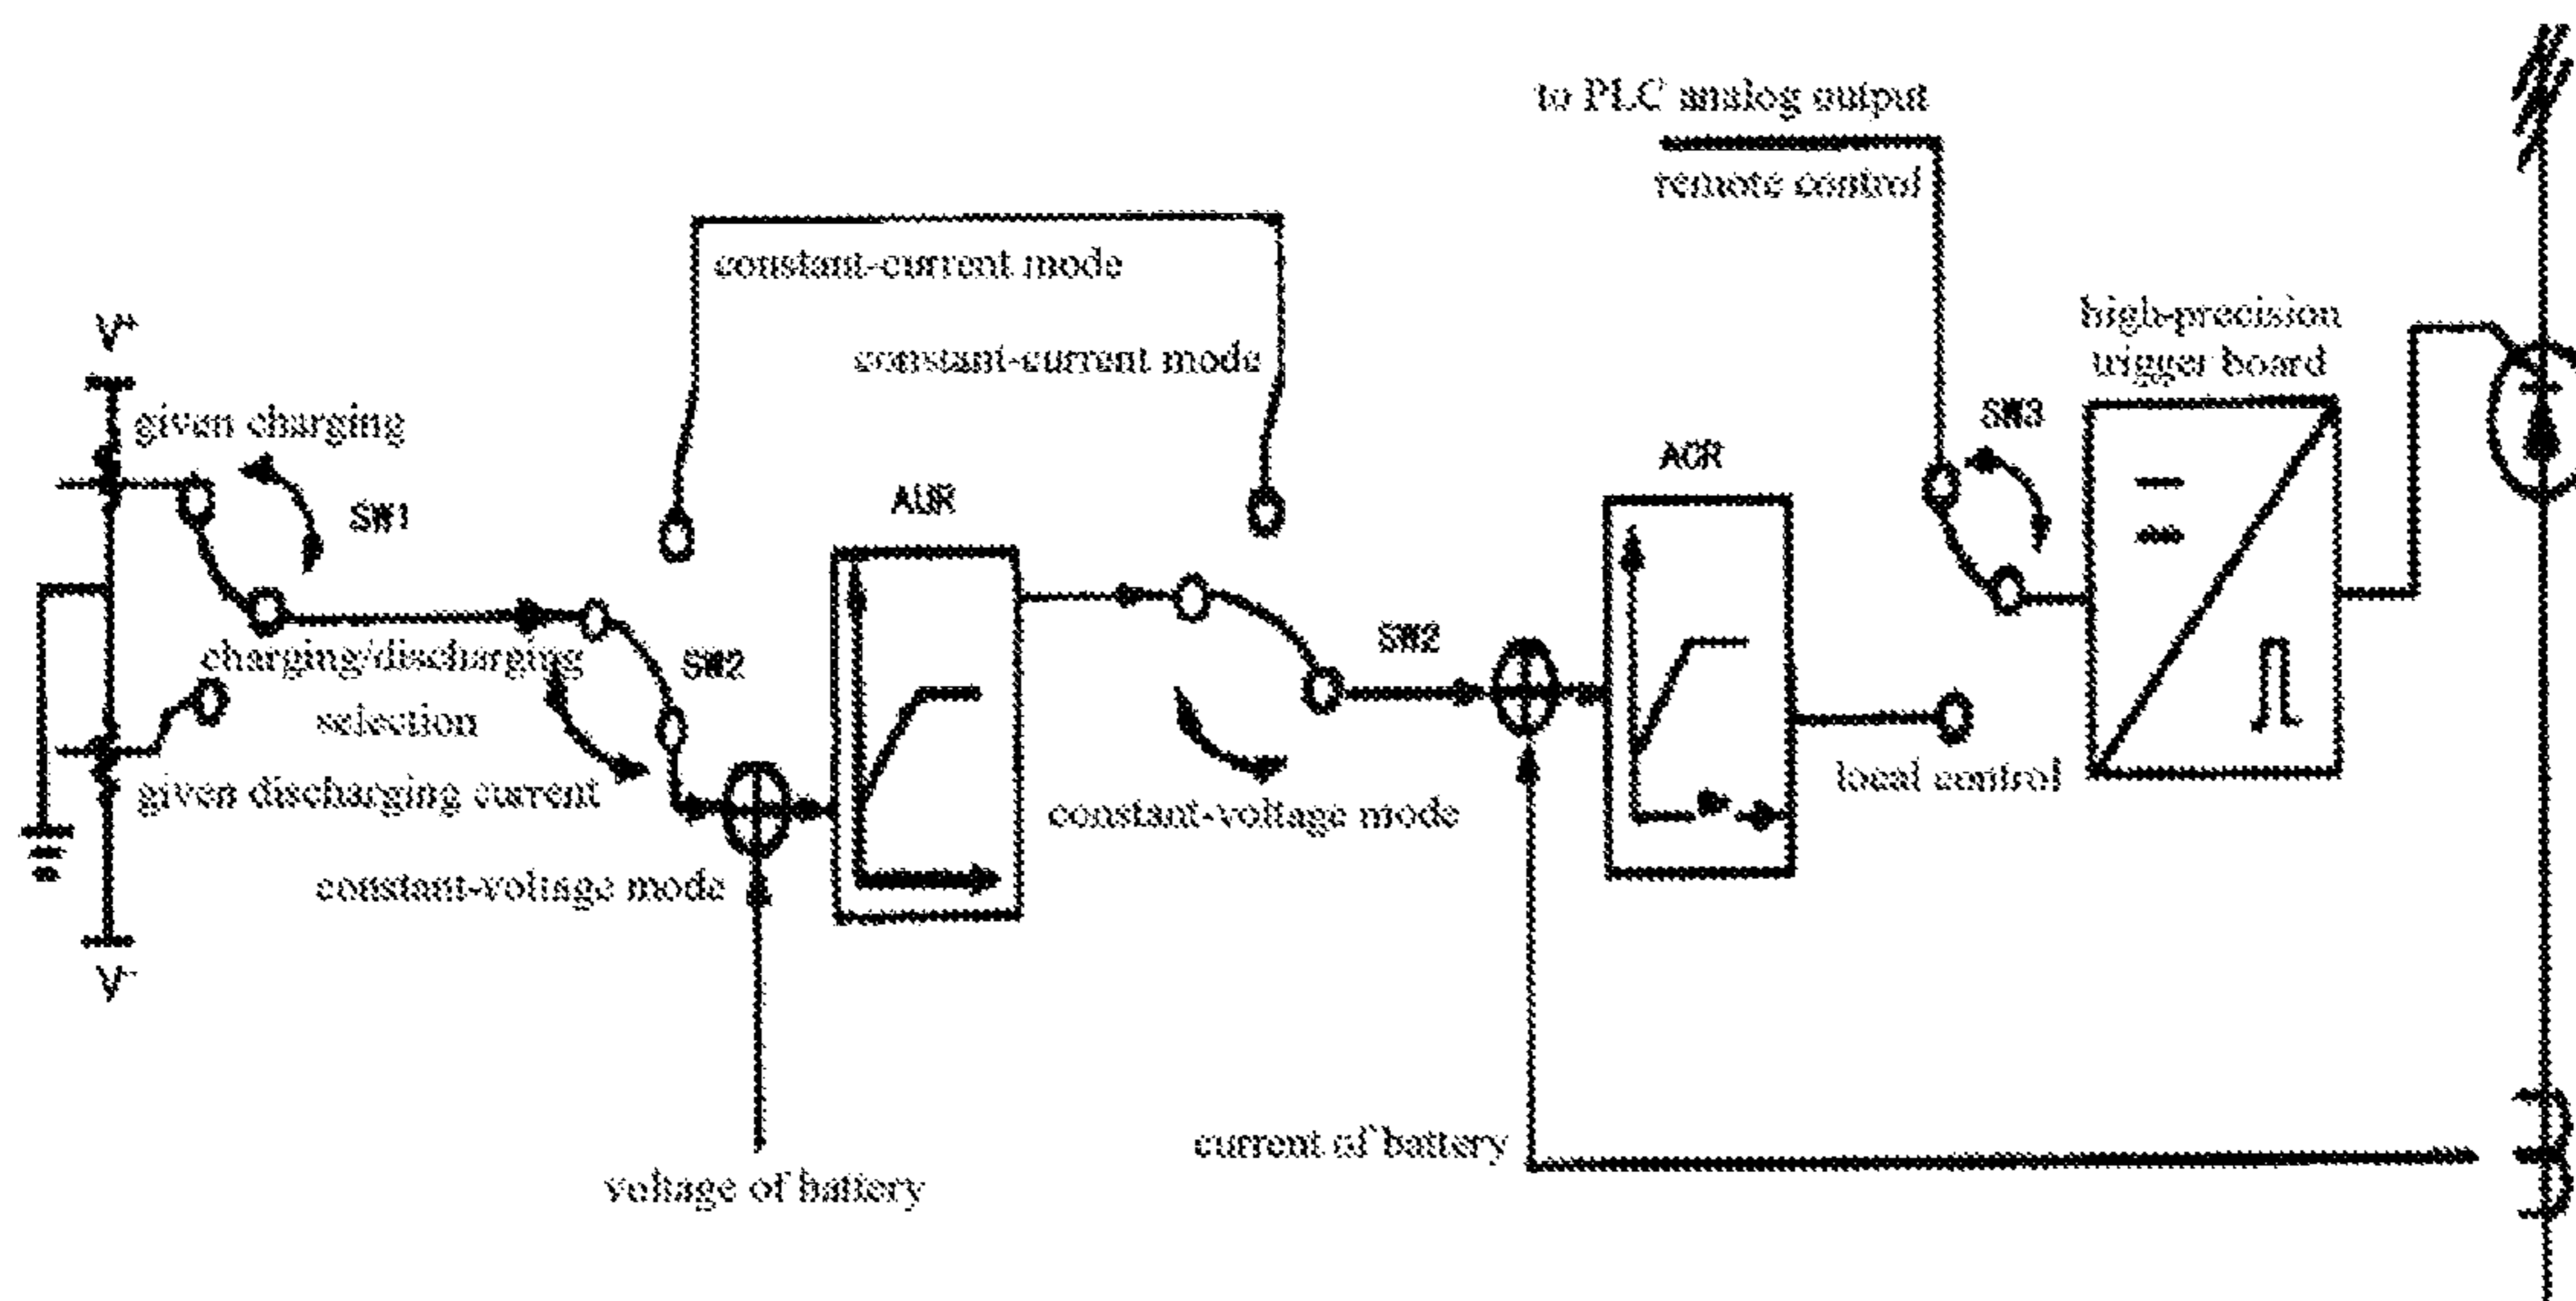 to PLC analog output
remote control
constant-current mode
constant-current mode
V+
given charging
SW1
AUR
ACR
SW3
high-precision
trigger board
charging/discharging
selection
SW2
SW2
given discharging current
constant-voltage mode
constant-voltage mode
local control
V-
voltage of battery
current of battery